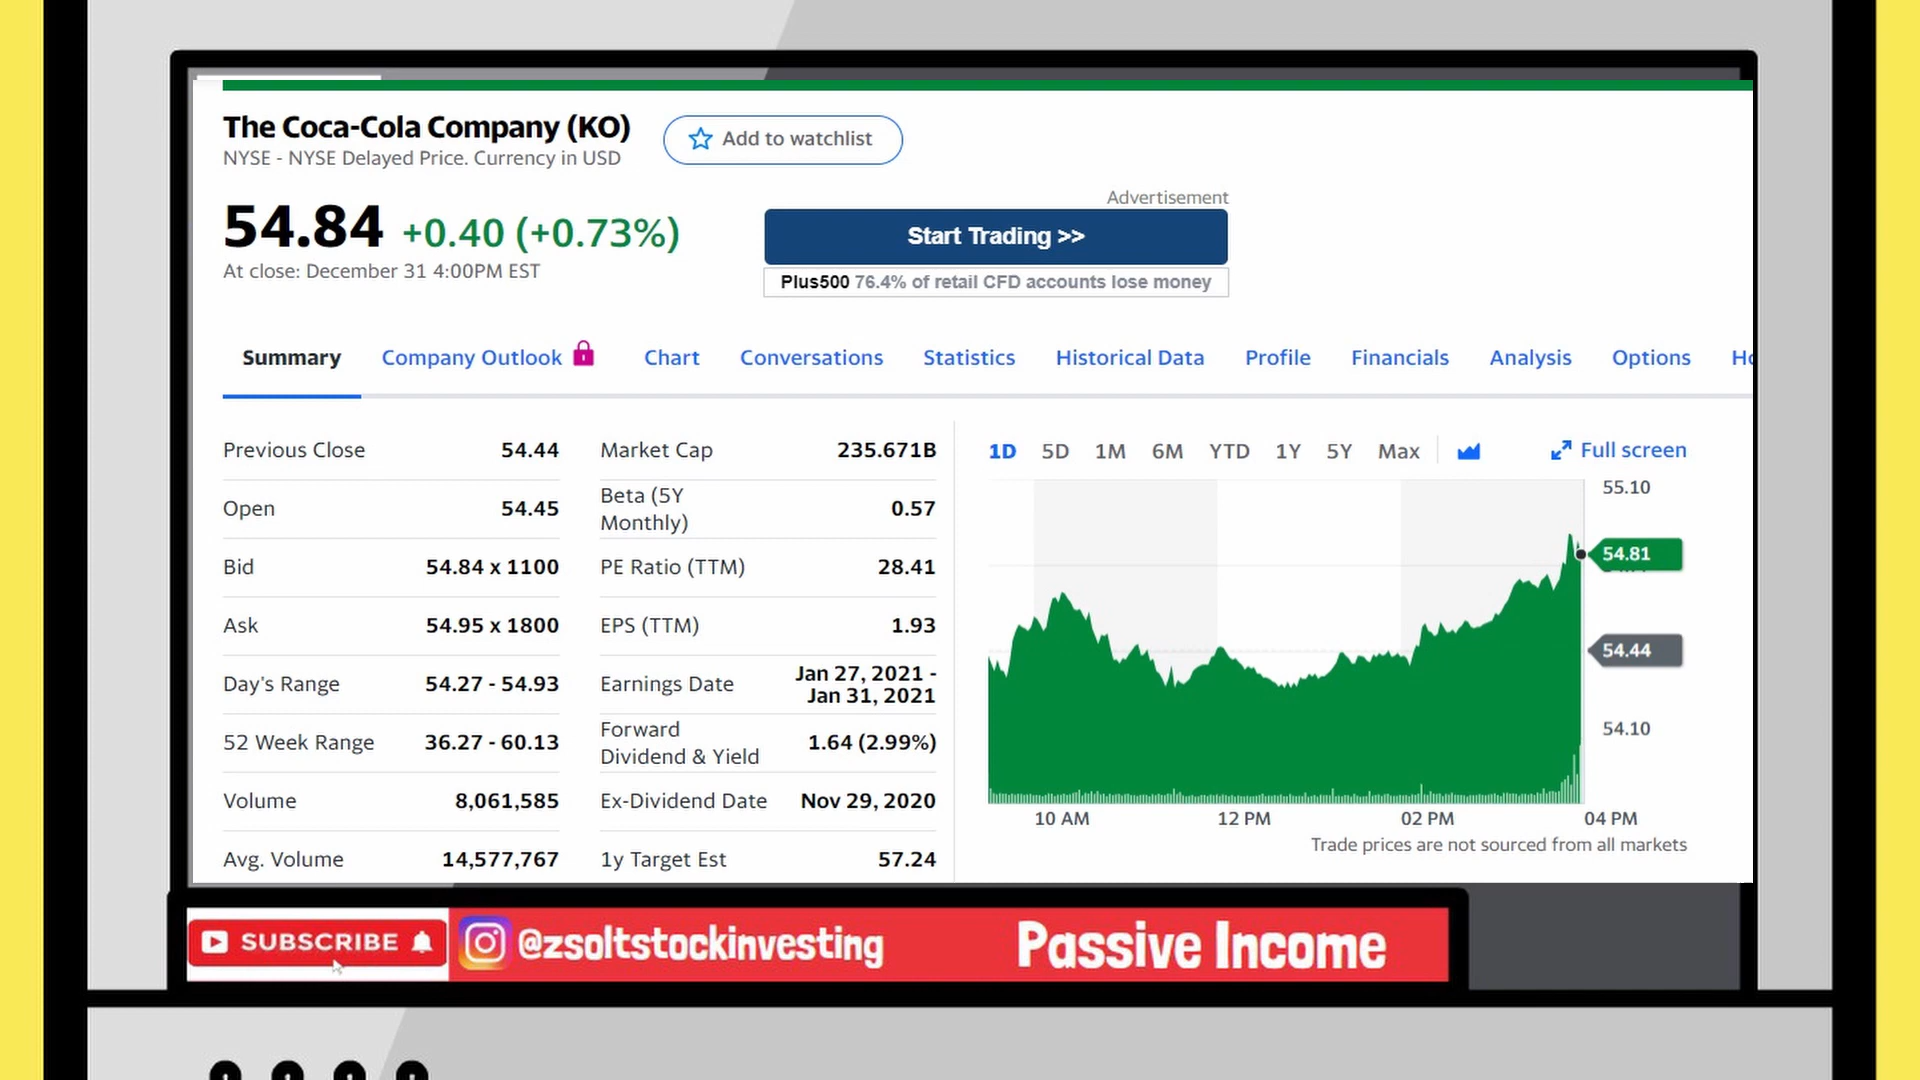 The Coca-Cola Company (KO)
Add to watchlist
NYSE - NYSE Delayed Price. Currency in USD
Advertisement
54.84 +0.40 (+0.73%)
Start Trading >>
At close: December 31 4:00PM EST
Plus500 76.4% of retail CFD accounts lose money
Summary Company Outlook Chart Conversations Statistics Historical Data Profile Financials Analysis Options
Previous Close 54.44
Open 54.45
Bid 54.84 x 1100
Ask 54.95 x 1800
Day's Range 54.27 - 54.93
52 Week Range 36.27 - 60.13
Volume 8,061,585
Avg. Volume 14,577,767
Market Cap 235.671B
Beta (5Y
Monthly) 0.57
PE Ratio (TTM) 28.41
EPS (TTM) 1.93
Earnings Date Jan 27, 2021 -
Jan 31, 2021
Forward
Dividend & Yield 1.64 (2.99%)
Ex-Dividend Date Nov 29, 2020
1y Target Est 57.24
1D 5D 1M 6M YTD 1Y 5Y Max Full screen
55.10
54.81
54.44
54.10
10 AM 12 PM 02 PM 04 PM
Trade prices are not sourced from all markets
SUBSCRIBE @zsoltstockinvesting Passive Income